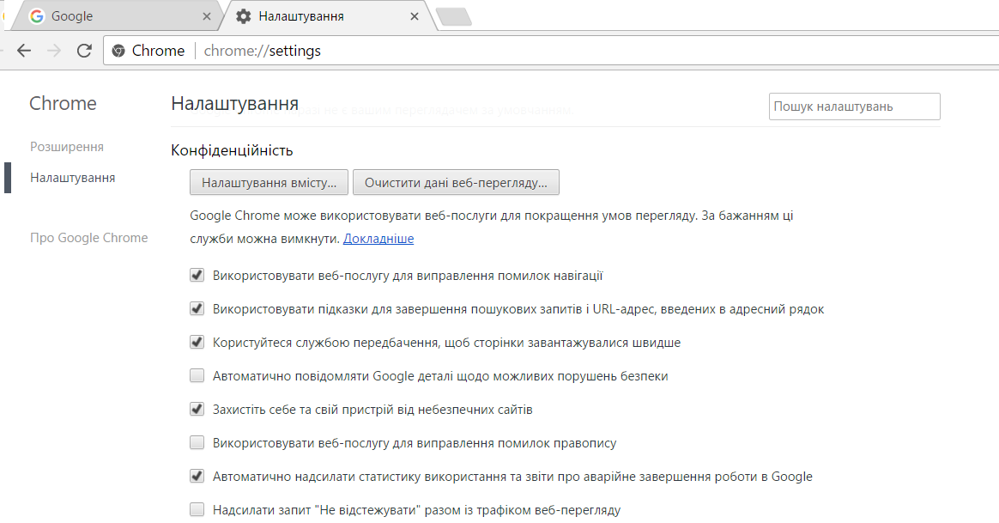 Google
Налаштування
Chrome chrome://settings
Chrome
Налаштування
Пошук налаштувань
Розширення
Налаштування
Про Google Chrome
Конфіденційність
Налаштування вмісту...
Очистити дані веб-перегляду...
Google Chrome може використовувати веб-послуги для покращення умов перегляду. За бажанням ці
служби можна вимкнути. Докладніше
Використовувати веб-послугу для виправлення помилок навігації
Використовувати підказки для завершення пошукових запитів і URL-адрес, введених в адресний рядок
Користуйтеся службою передбачення, щоб сторінки завантажувалися швидше
Автоматично повідомляти Google деталі щодо можливих порушень безпеки
Захистіть себе та свій пристрій від небезпечних сайтів
Використовувати веб-послугу для виправлення помилок правопису
Автоматично надсилати статистику використання та звіти про аварійне завершення роботи в Google
Надсилати запит "Не відстежувати" разом із трафіком веб-перегляду